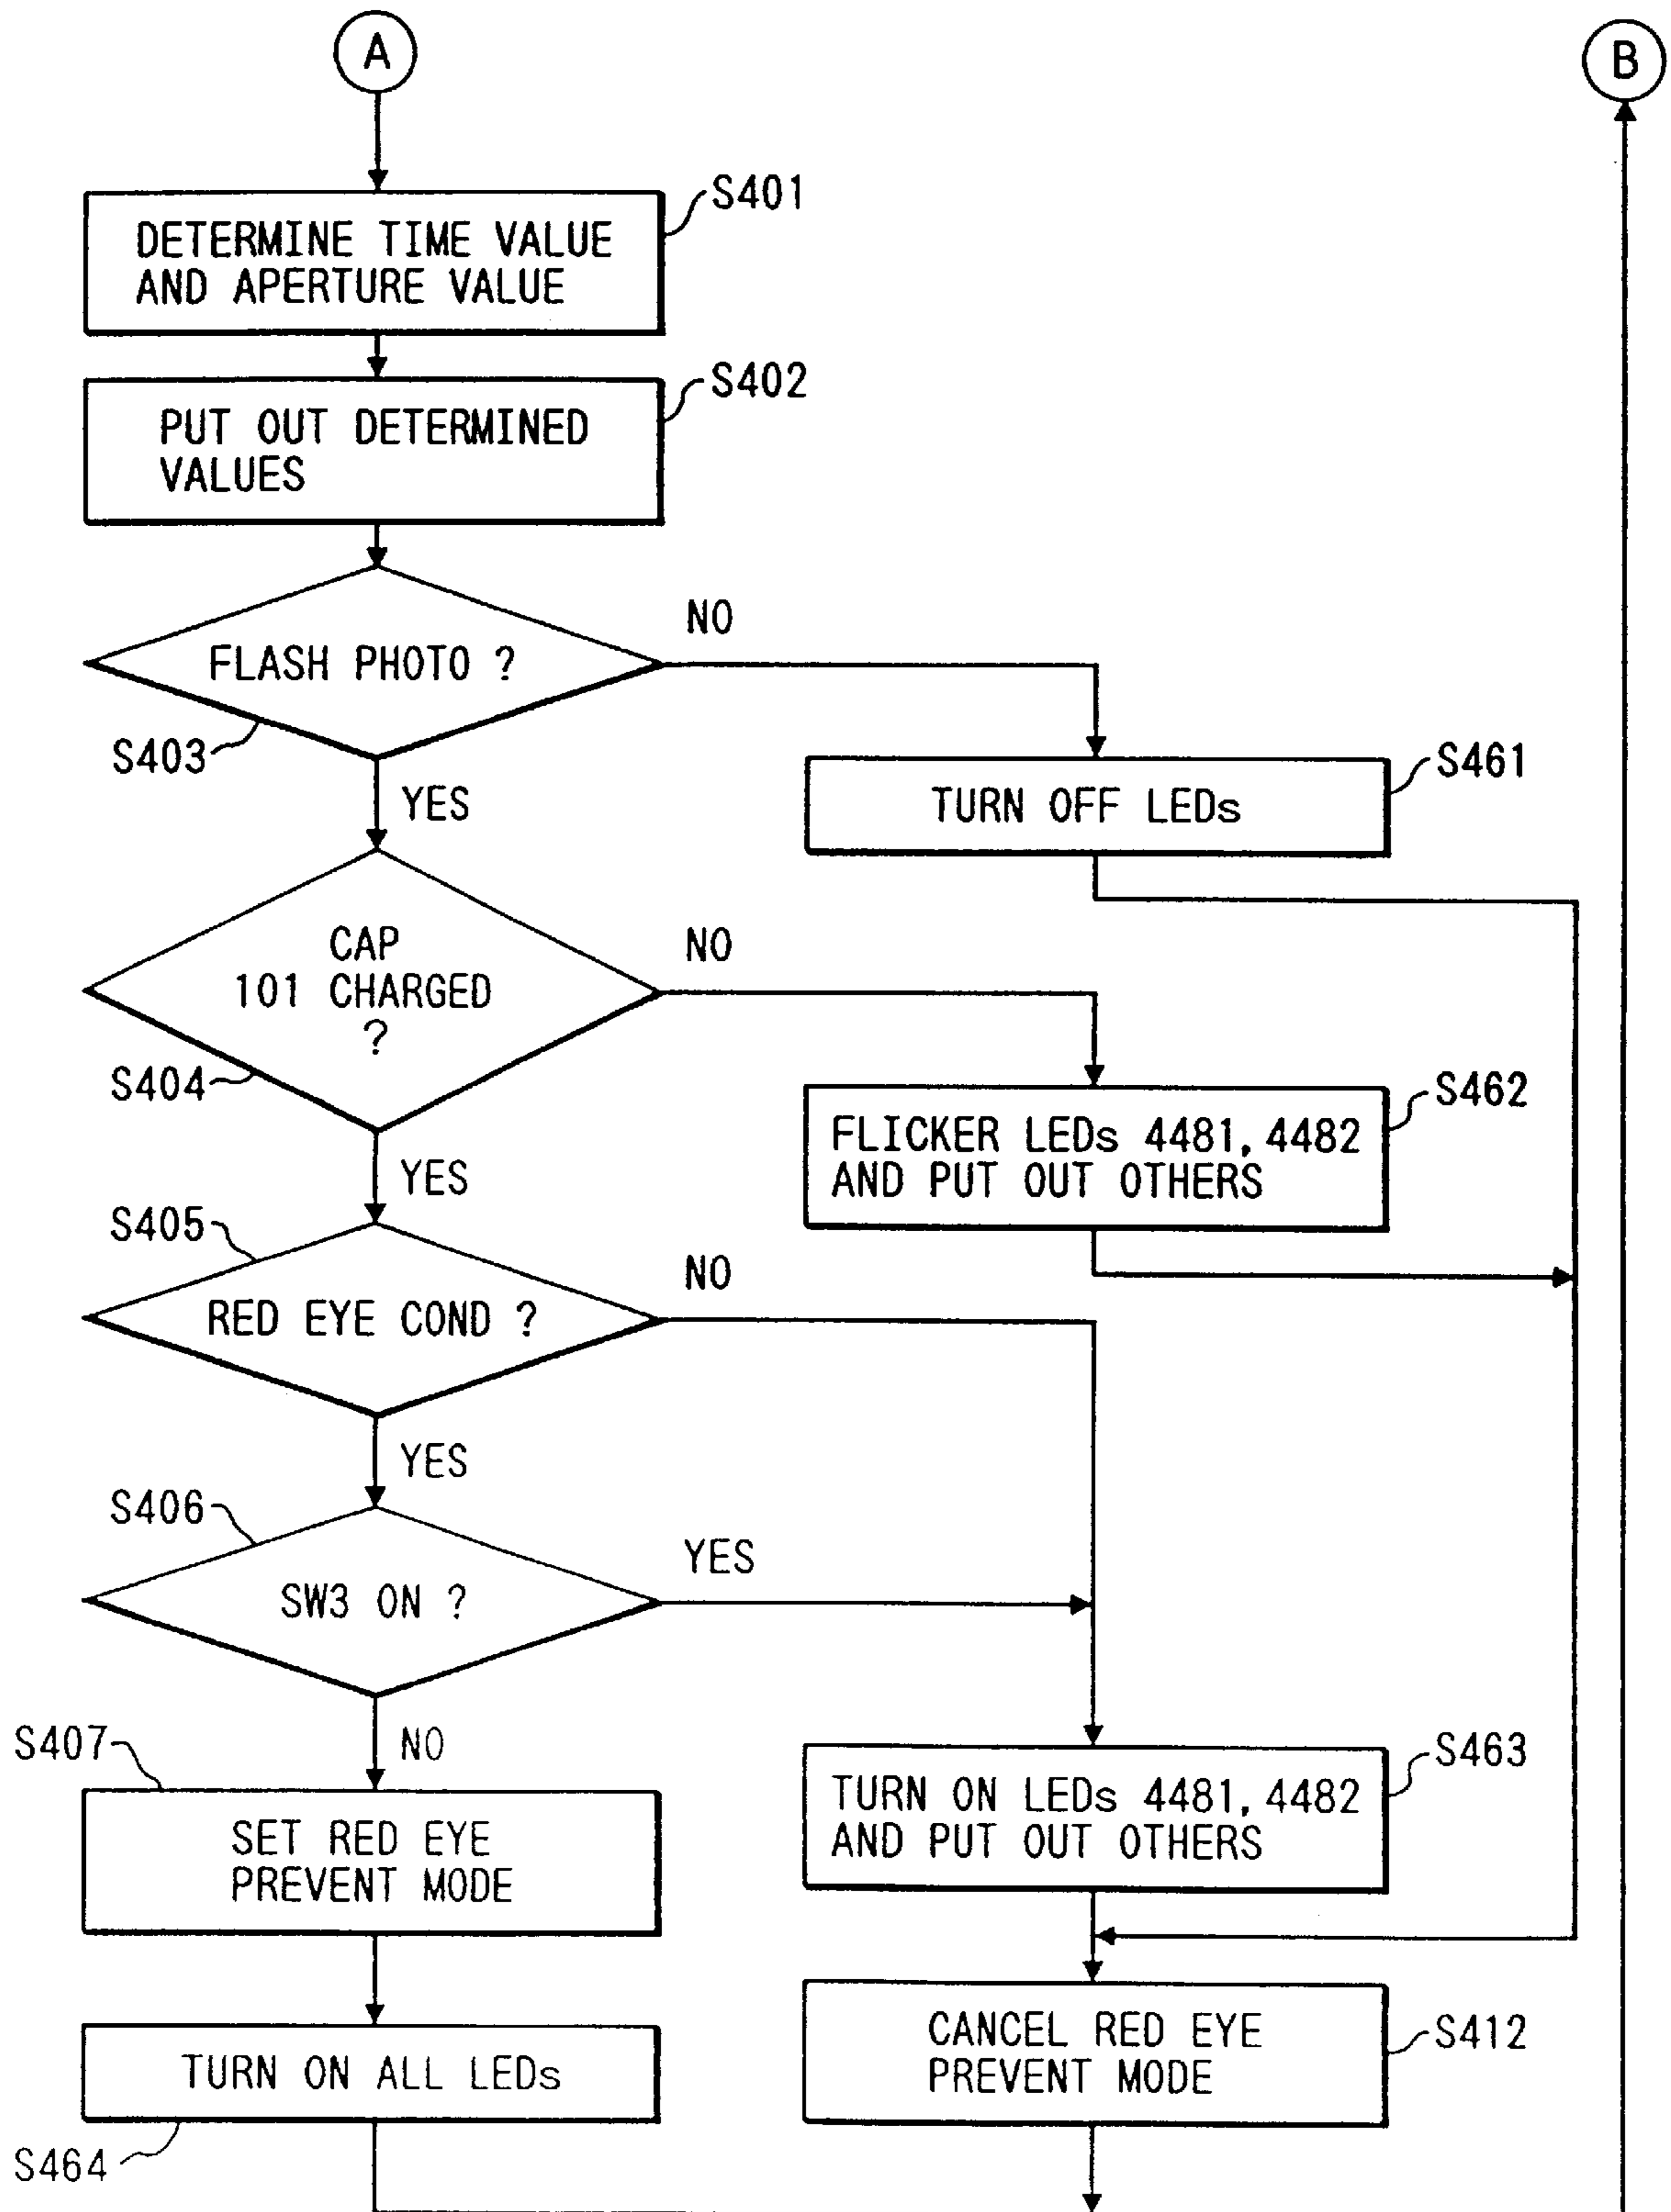 A
B
S401
DETERMINE TIME VALUE
AND APERTURE VALUE
S402
PUT OUT DETERMINED
VALUES
NO
FLASH PHOTO ?
S403
YES
S461
TURN OFF LEDs
NO
CAP
101 CHARGED
?
S404
YES
S462
FLICKER LEDs 4481, 4482
AND PUT OUT OTHERS
S405
NO
RED EYE COND ?
YES
S406
YES
SW3 ON ?
NO
S407
SET RED EYE
PREVENT MODE
S463
TURN ON LEDs 4481, 4482
AND PUT OUT OTHERS
S412
CANCEL RED EYE
PREVENT MODE
TURN ON ALL LEDs
S464